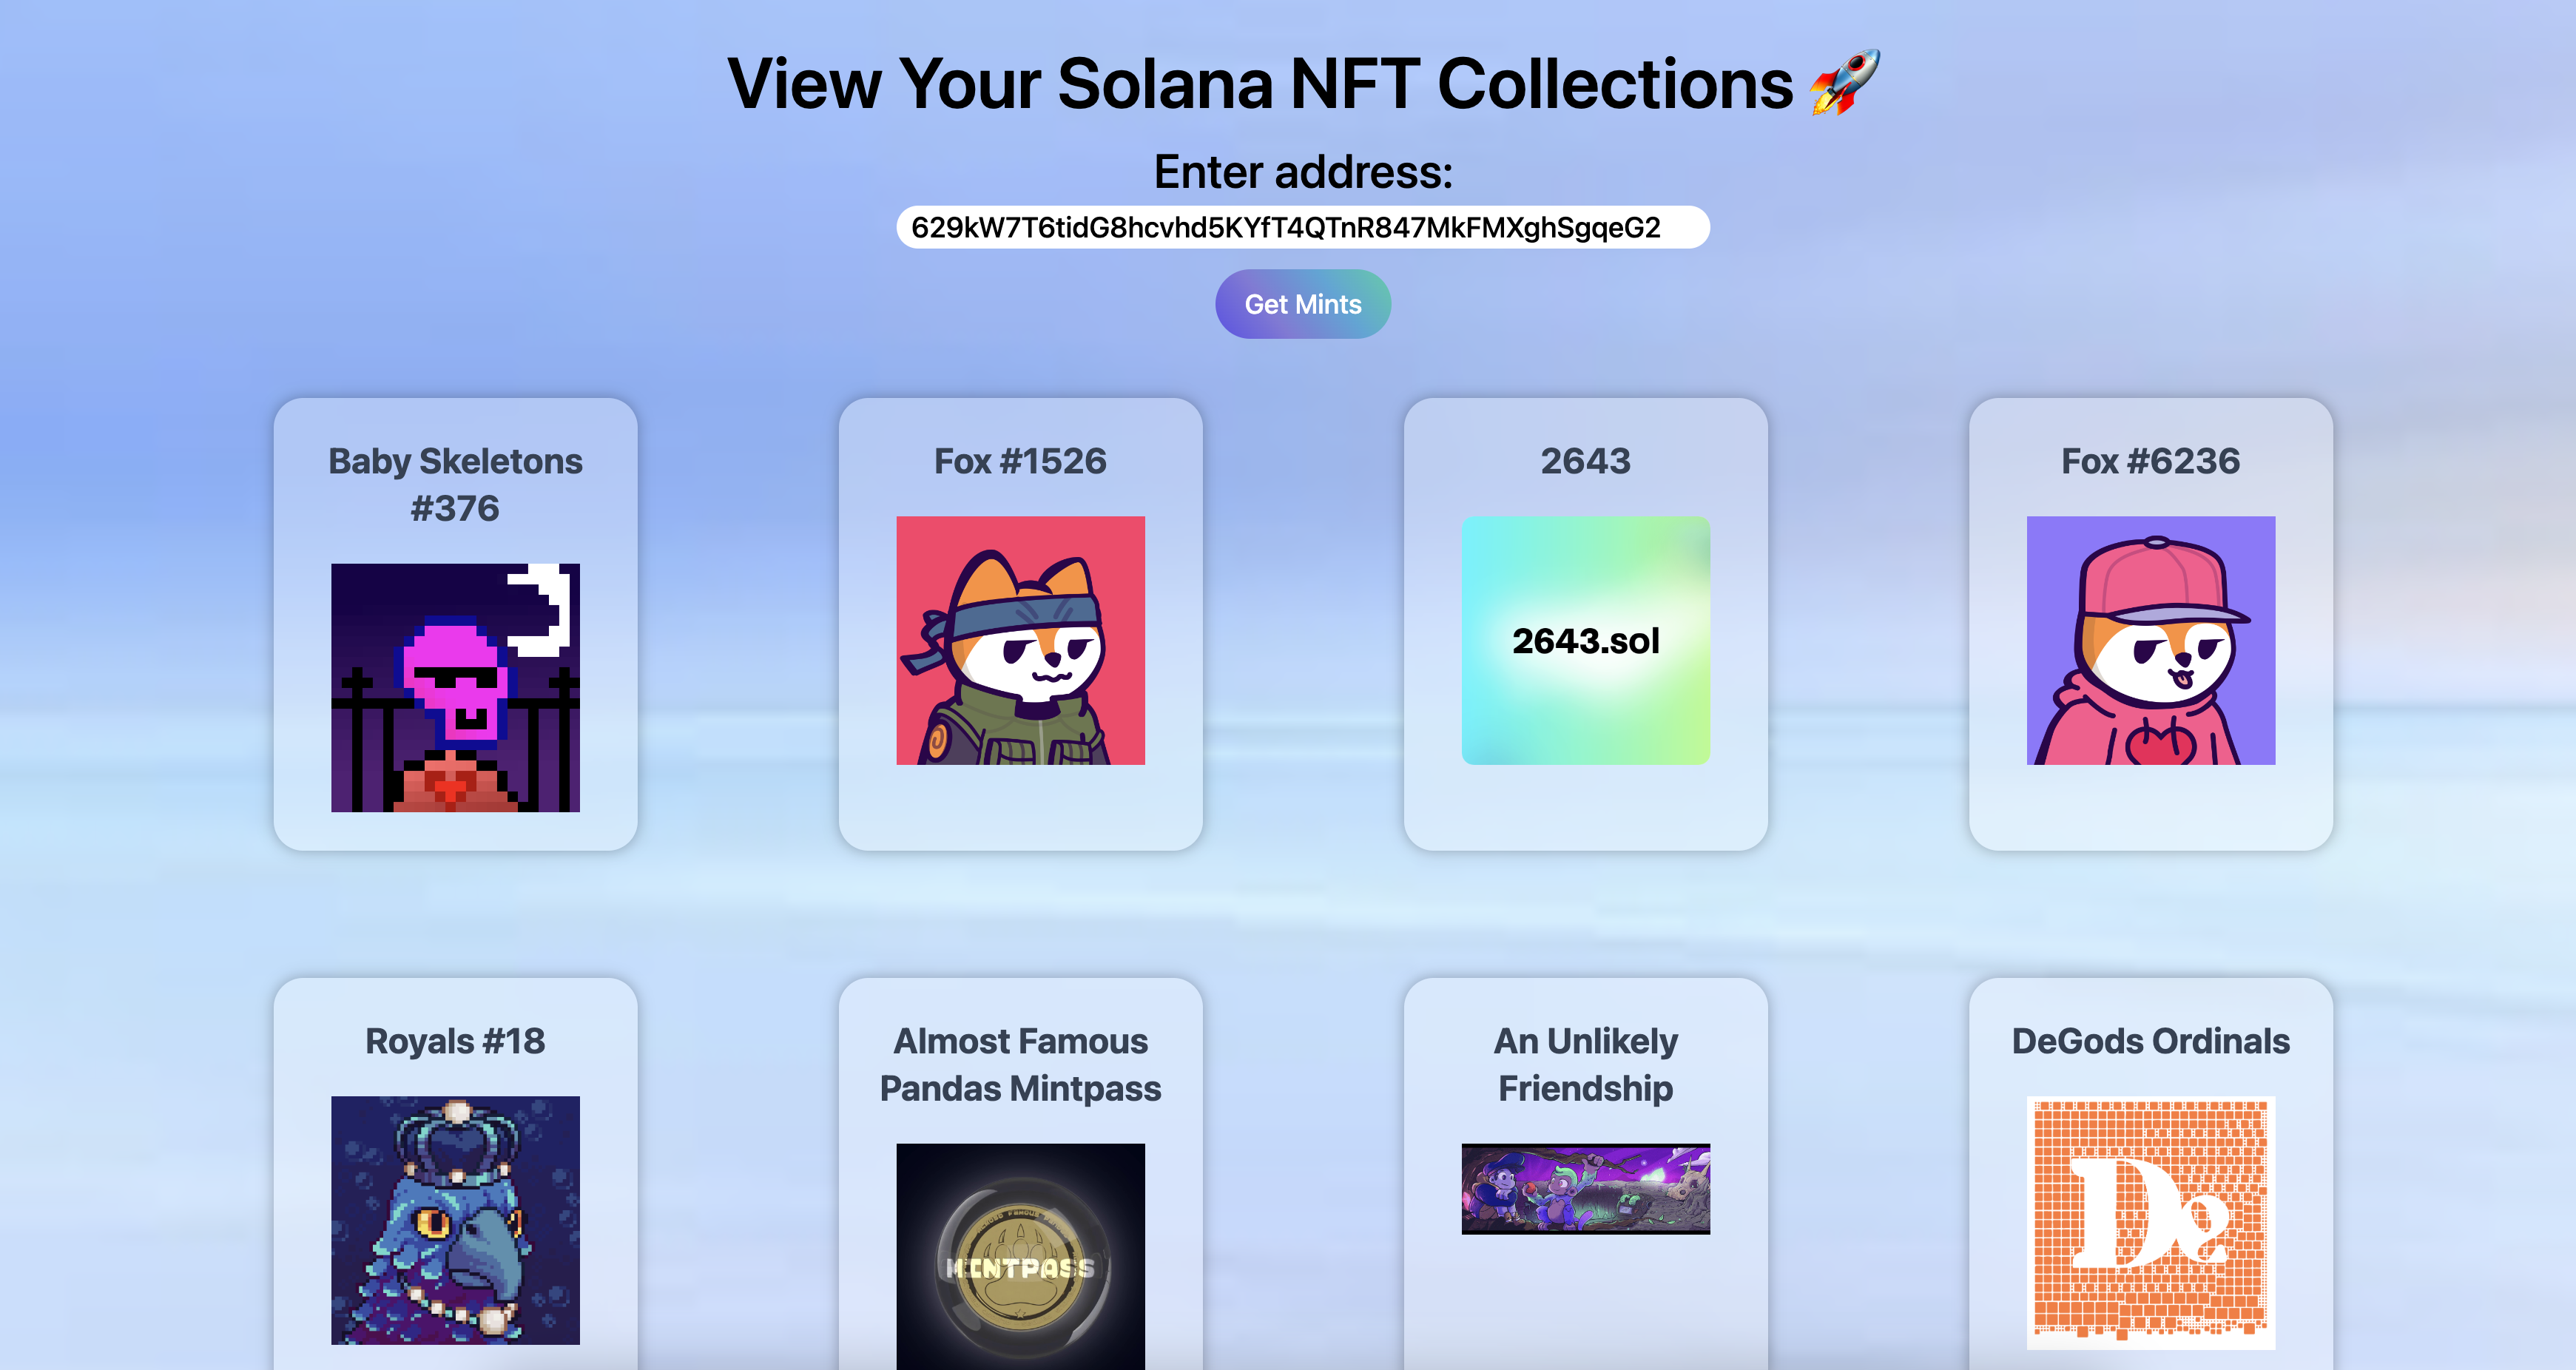 View Your Solana NFT Collections 🚀
Enter address:
629kW7T6tidG8hcvhd5KYfT4QTnR847MkFMXghSgqeG2
Get Mints
Baby Skeletons
#376
Fox #1526
2643
2643.sol
Fox #6236
Royals #18
Almost Famous
Pandas Mintpass
MINTPASS
An Unlikely
Friendship
DeGods Ordinals
De